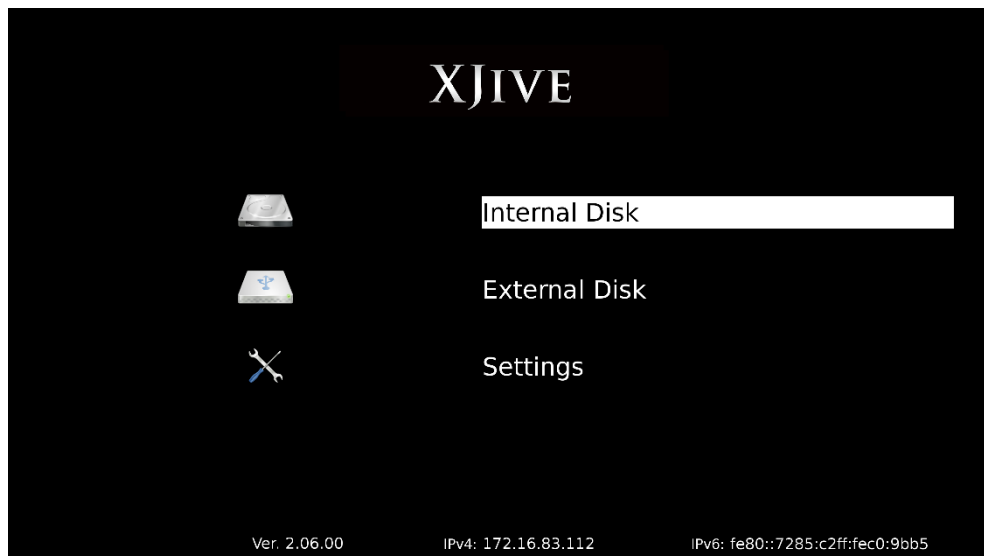 XJIVE
Internal Disk
External Disk
Settings
Ver. 2.06.00 IPv4: 172.16.83.112 IPv6: fe80::7285:c2ff:fec0:9bb5